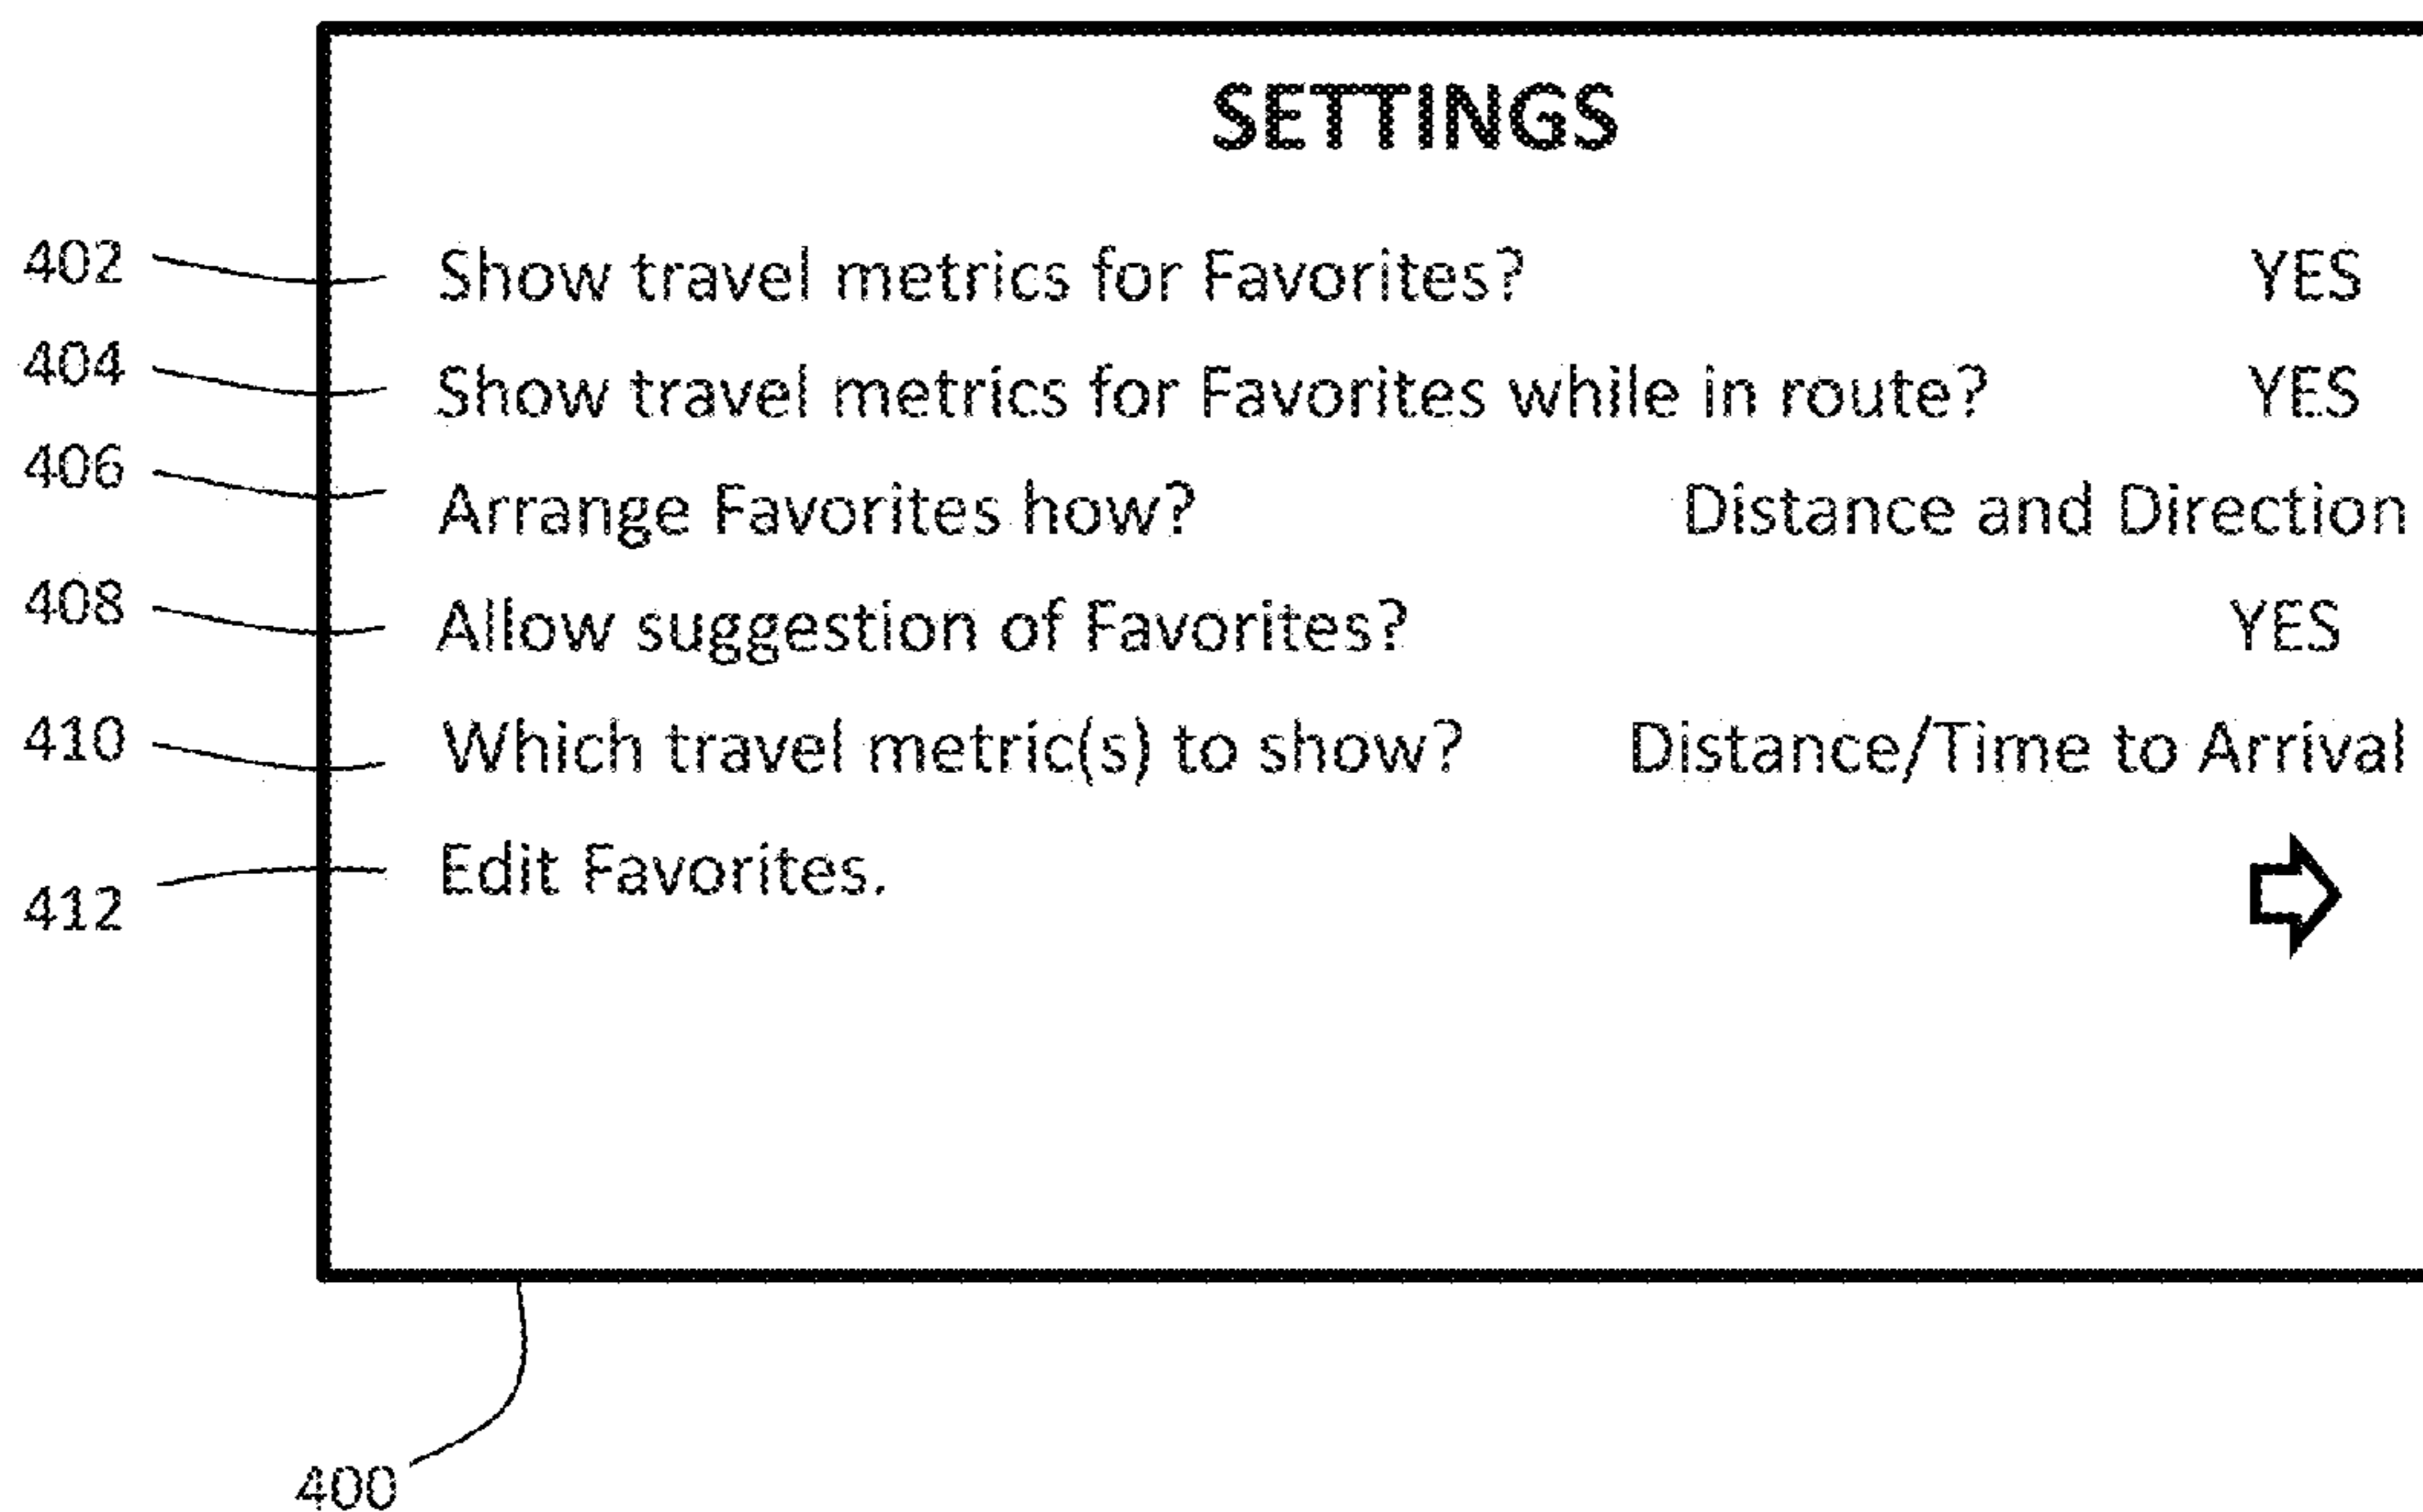 SETTINGS
402 Show travel metrics for Favorites? YES
404 Show travel metrics for Favorites while in route? YES
406 Arrange Favorites how? Distance and Direction
408 Allow suggestion of Favorites? YES
410 Which travel metric(s) to show? Distance/Time to Arrival
412 Edit Favorites.
400